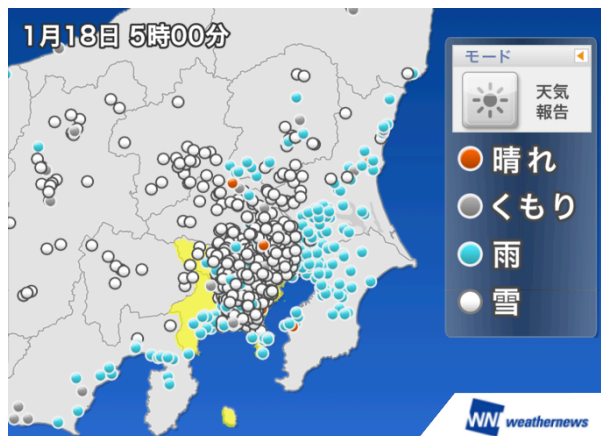 1月18日 5時00分
モード
天気
報告
晴れ
くもり
雨
雪
WNI weathernews